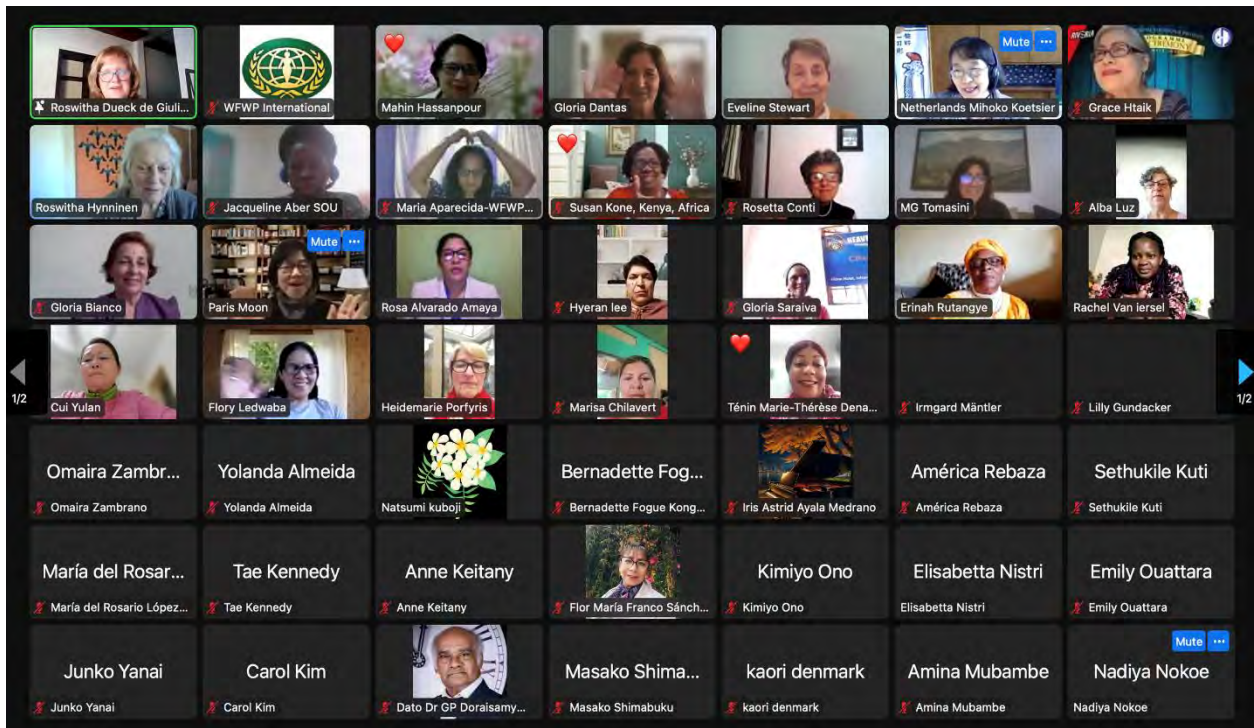 Roswitha Dueck de Giuli...
WFWP International
Mahin Hassanpour
Gloria Dantas
Eveline Stewart
Mute ...
Netherlands Mihoko Koetsier
CEREMONY
Grace Htaik
Roswitha Hynninen
Jacqueline Aber SOU
Maria Aparecida-WFWP...
Susan Kone, Kenya, Africa
Rosetta Conti
MG Tomasini
Alba Luz
Gloria Bianco
Mute ...
Paris Moon
Rosa Alvarado Amaya
Hyeran lee
Gloria Saraiva
Erinah Rutangye
Rachel Van iersel
1/2
Cui Yulan
Flory Ledwaba
Heidemarie Porfyris
Marisa Chilavert
Ténin Marie-Thérèse Dena...
Irmgard Mäntler
Lilly Gundacker
1/2
Omaira Zambr...
Omaira Zambrano
Yolanda Almeida
Yolanda Almeida
Natsumi kuboji
Bernadette Fog...
Bernadette Fogue Kong...
Iris Astrid Ayala Medrano
América Rebaza
América Rebaza
Sethukile Kuti
Sethukile Kuti
María del Rosar...
María del Rosario López...
Tae Kennedy
Tae Kennedy
Anne Keitany
Anne Keitany
Flor María Franco Sánch...
Kimiyo Ono
Kimiyo Ono
Elisabetta Nistri
Elisabetta Nistri
Emily Ouattara
Emily Ouattara
Junko Yanai
Junko Yanai
Carol Kim
Carol Kim
Dato Dr GP Doraisamy...
Masako Shima...
Masako Shimabuku
kaori denmark
kaori denmark
Amina Mubambe
Amina Mubambe
Mute ...
Nadiya Nokoe
Nadiya Nokoe